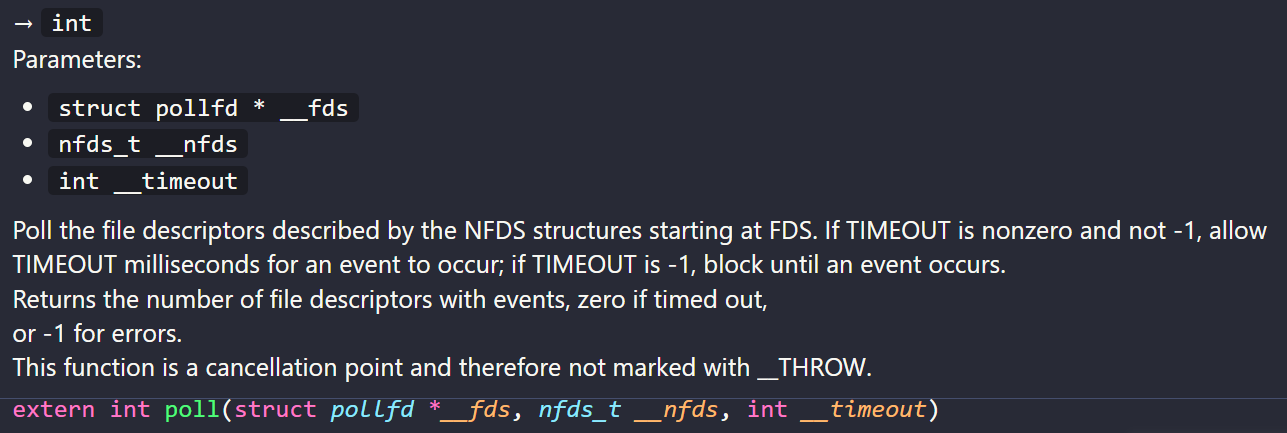 → int
Parameters:
• struct pollfd * __fds
• nfds_t __nfds
• int __timeout
Poll the file descriptors described by the NFDS structures starting at FDS. If TIMEOUT is nonzero and not -1, allow
TIMEOUT milliseconds for an event to occur; if TIMEOUT is -1, block until an event occurs.
Returns the number of file descriptors with events, zero if timed out,
or -1 for errors.
This function is a cancellation point and therefore not marked with __THROW.
extern int poll(struct pollfd *__fds, nfds_t __nfds, int __timeout)